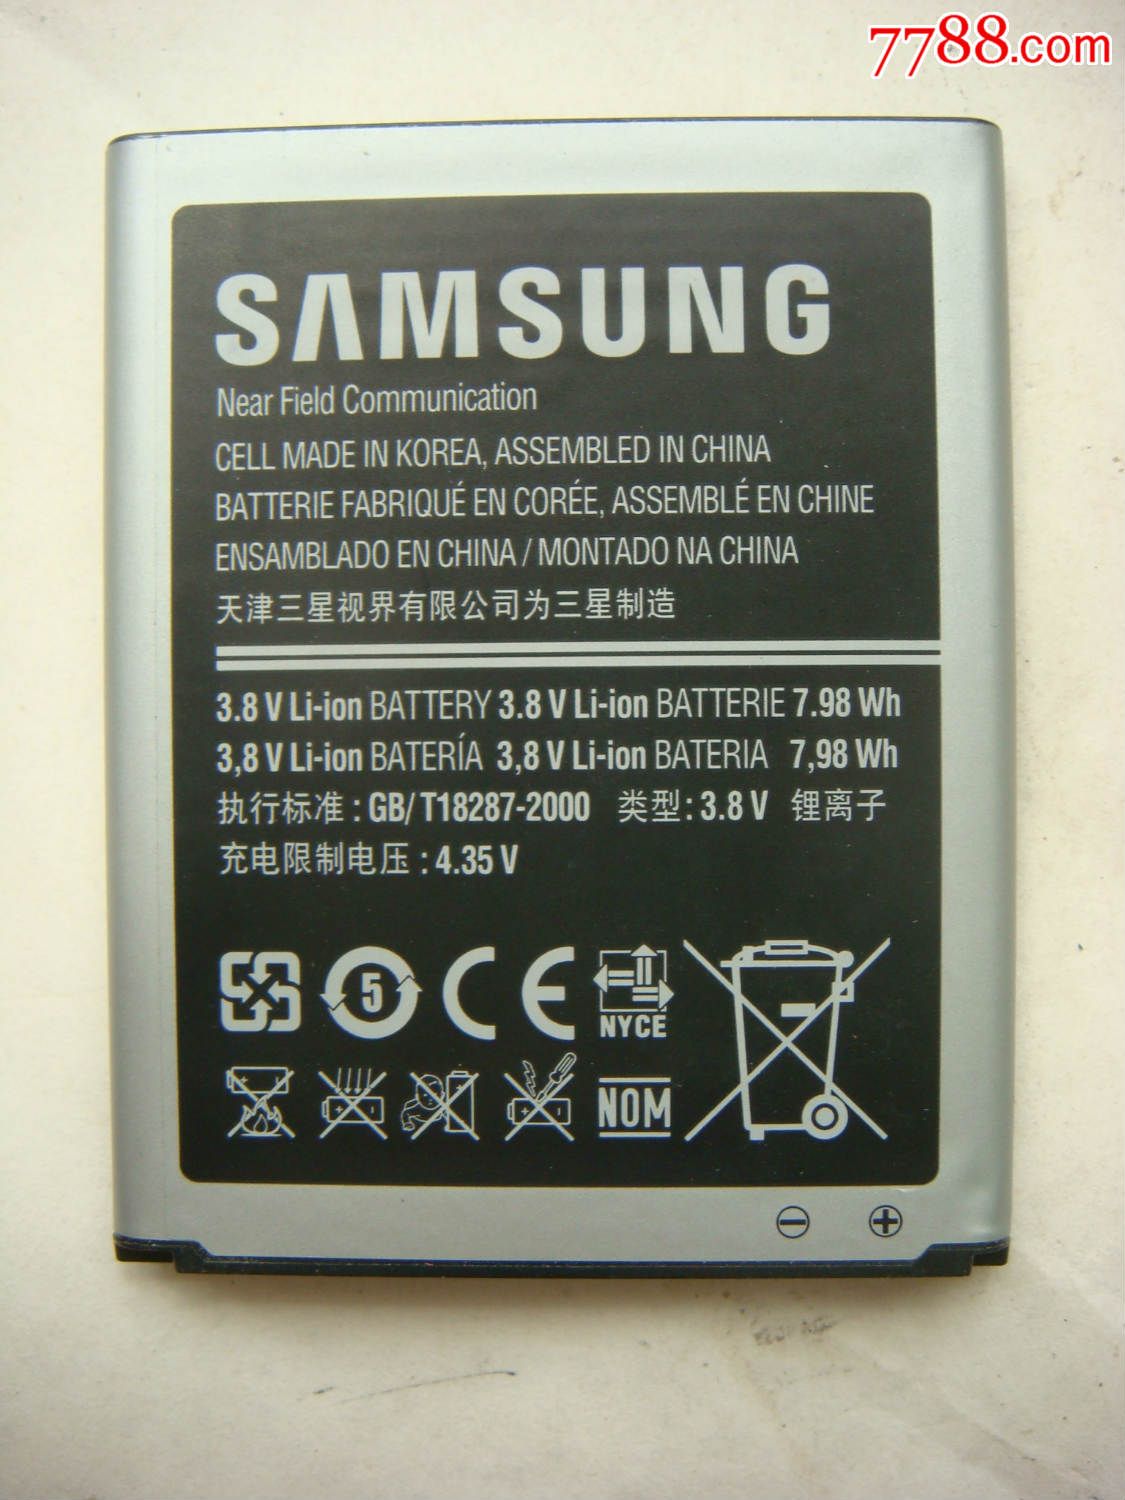 7788.com
SAMSUNG
Near Field Communication
CELL MADE IN KOREA, ASSEMBLED IN CHINA
BATTERIE FABRIQUÉ EN CORÉE, ASSEMBLÉ EN CHINE
ENSAMBLADO EN CHINA / MONTADO NA CHINA
天津三星视界有限公司为三星制造
3.8 V Li-ion BATTERY 3.8 V Li-ion BATTERIE 7.98 Wh
3,8 V Li-ion BATERÍA 3,8 V Li-ion BATERIA 7,98 Wh
执行标准 : GB/ T18287-2000 类型: 3.8 V 锂离子
充电限制电压 : 4.35 V
5 CE NYCE
NOM